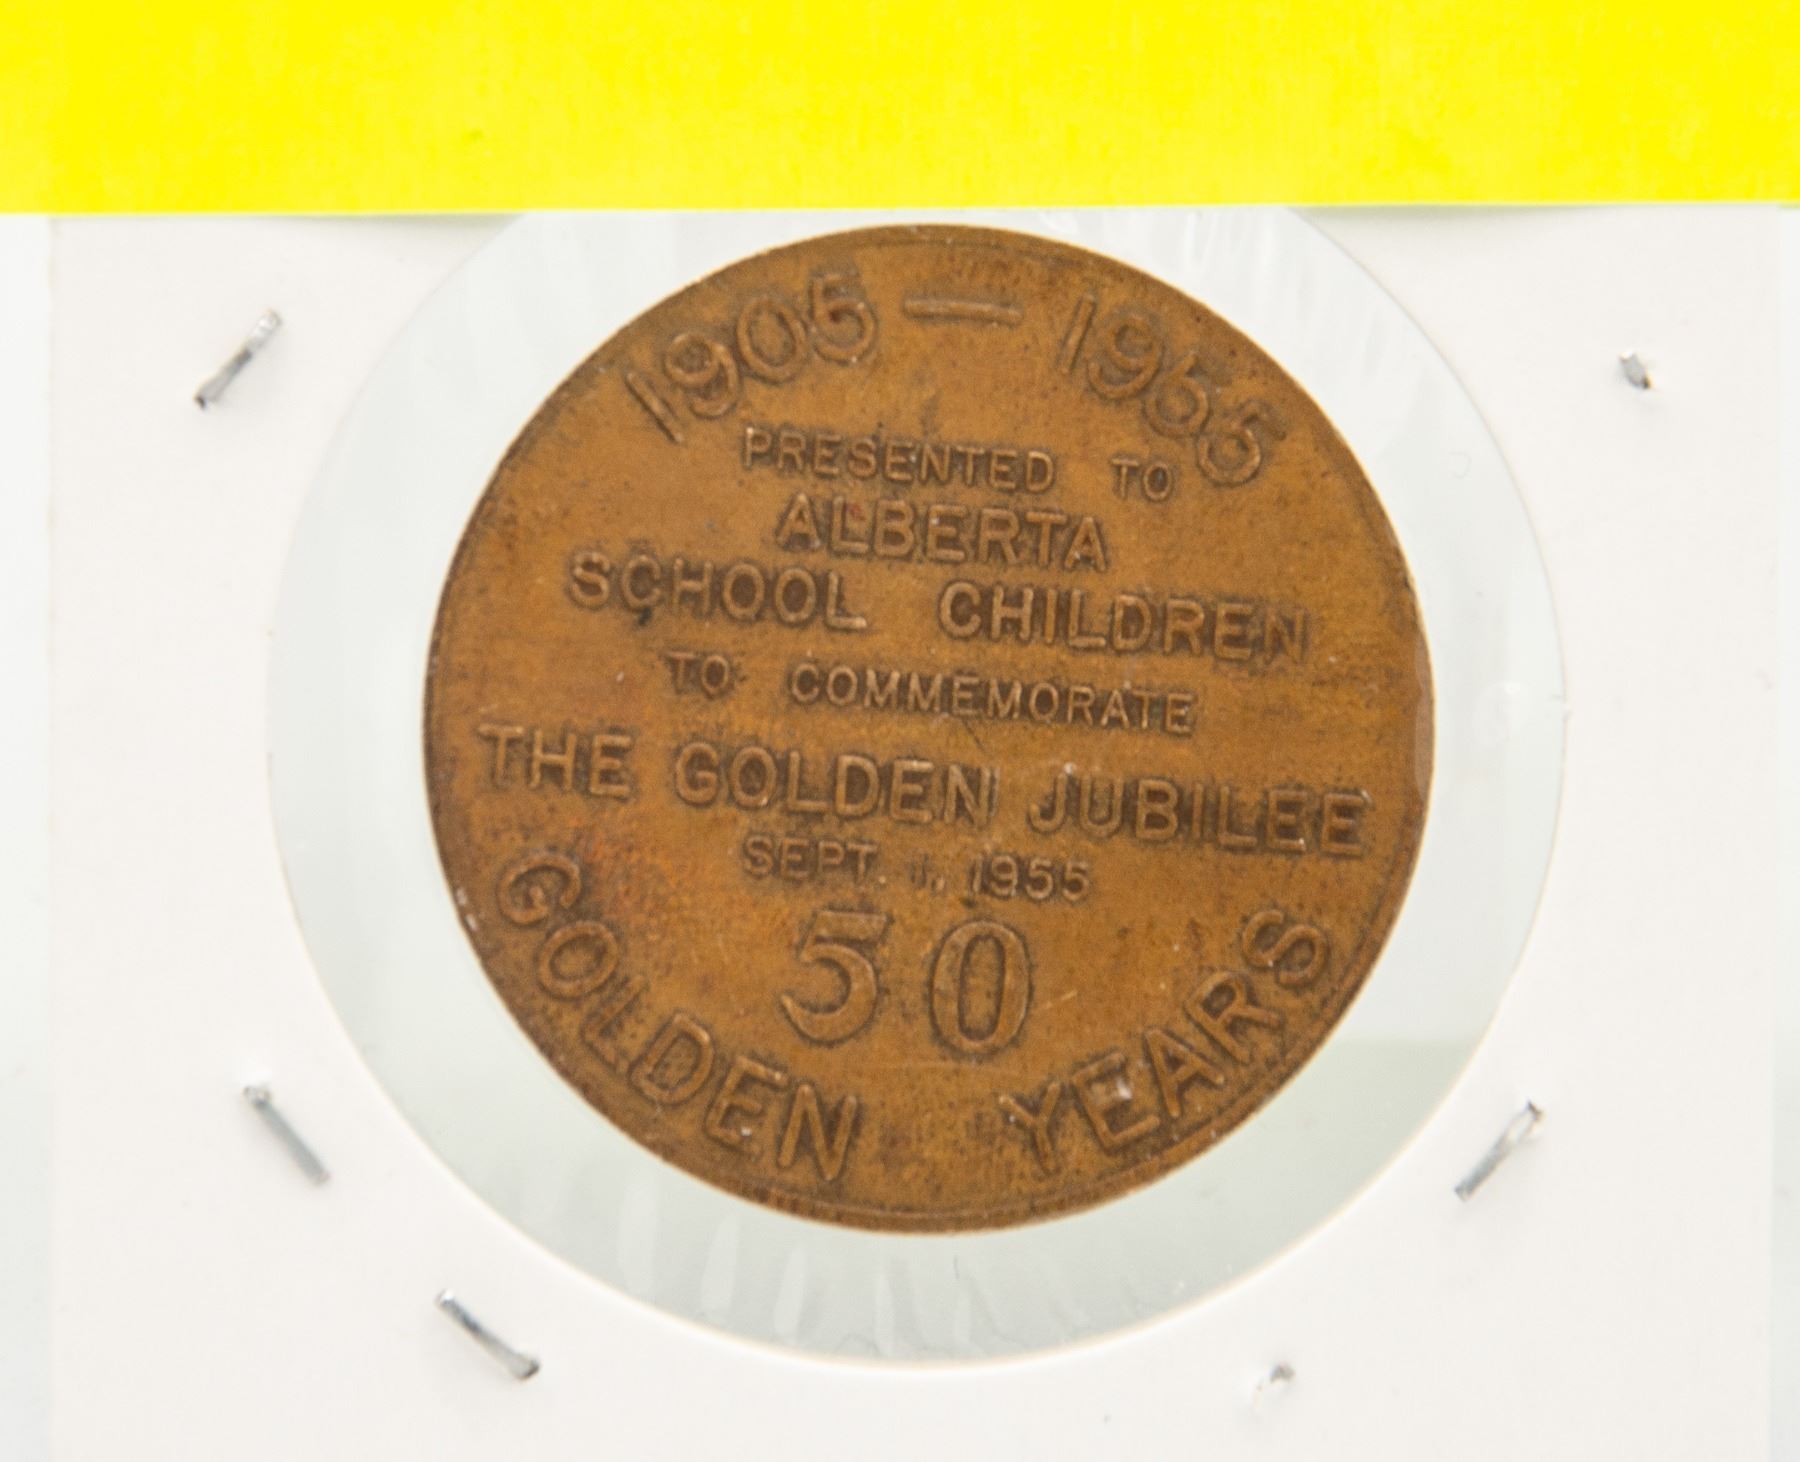 1905 — 1955
PRESENTED TO
ALBERTA
SCHOOL CHILDREN
TO COMMEMORATE
THE GOLDEN JUBILEE
SEPT. 1, 1955
50
GOLDEN YEARS